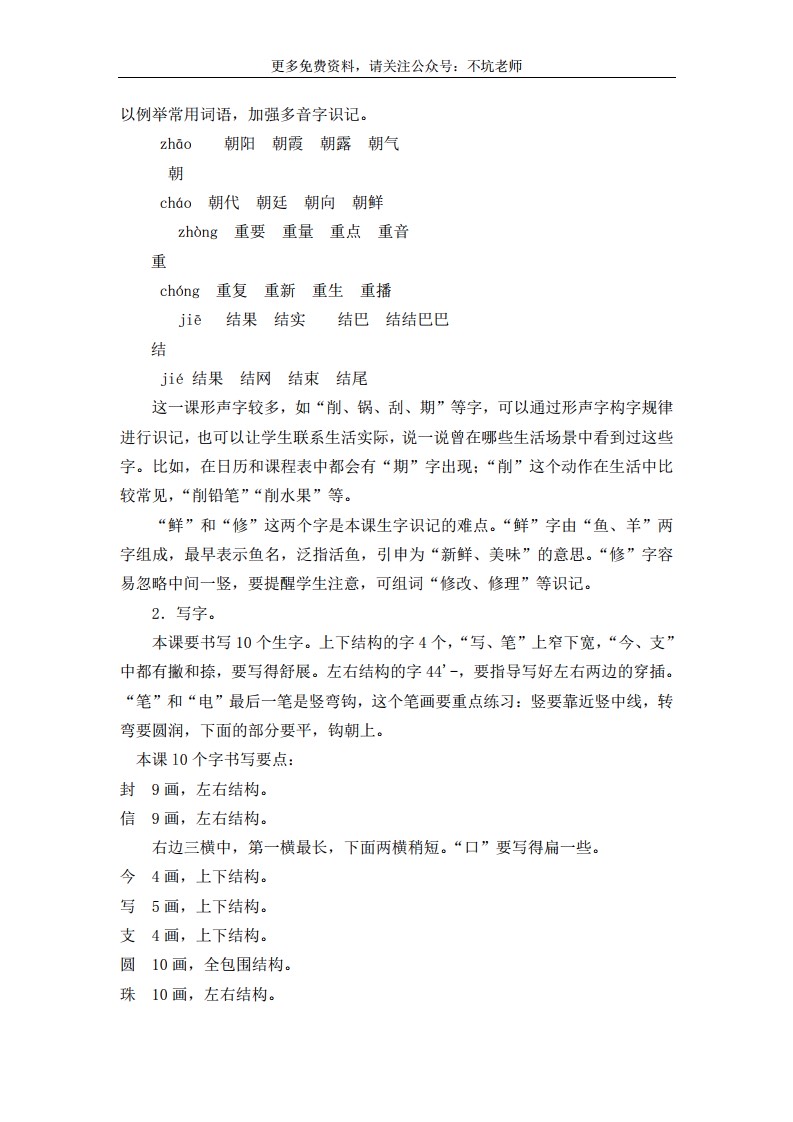 更多免费资料，请关注公众号：不坑老师
以例举常用词语，加强多音字识记。
zhāo 朝阳 朝霞 朝露 朝气
朝
cháo 朝代 朝廷 朝向 朝鲜
zhòng 重要 重量 重点 重音
重
chóng 重复 重新 重生 重播
jiē 结果 结实 结巴 结结巴巴
结
jié 结果 结网 结束 结尾
这一课形声字较多，如“削、锅、刮、期”等字，可以通过形声字构字规律
进行识记，也可以让学生联系生活实际，说一说曾在哪些生活场景中看到过这些
字。比如，在日历和课程表中都会有“期”字出现；“削”这个动作在生活中比
较常见，“削铅笔”“削水果”等。
“鲜”和“修”这两个字是本课生字识记的难点。“鲜”字由“鱼、羊”两
字组成，最早表示鱼名，泛指活鱼，引申为“新鲜、美味”的意思。“修”字容
易忽略中间一竖，要提醒学生注意，可组词“修改、修理”等识记。
2．写字。
本课要书写 10 个生字。上下结构的字 4 个，“写、笔”上窄下宽，“今、支”
中都有撇和捺，要写得舒展。左右结构的字 44'-，要指导写好左右两边的穿插。
“笔”和“电”最后一笔是竖弯钩，这个笔画要重点练习：竖要靠近竖中线，转
弯要圆润，下面的部分要平，钩朝上。
本课 10 个字书写要点：
封 9 画，左右结构。
信 9 画，左右结构。
右边三横中，第一横最长，下面两横稍短。“口”要写得扁一些。
今 4 画，上下结构。
写 5 画，上下结构。
支 4 画，上下结构。
圆 10 画，全包围结构。
珠 10 画，左右结构。